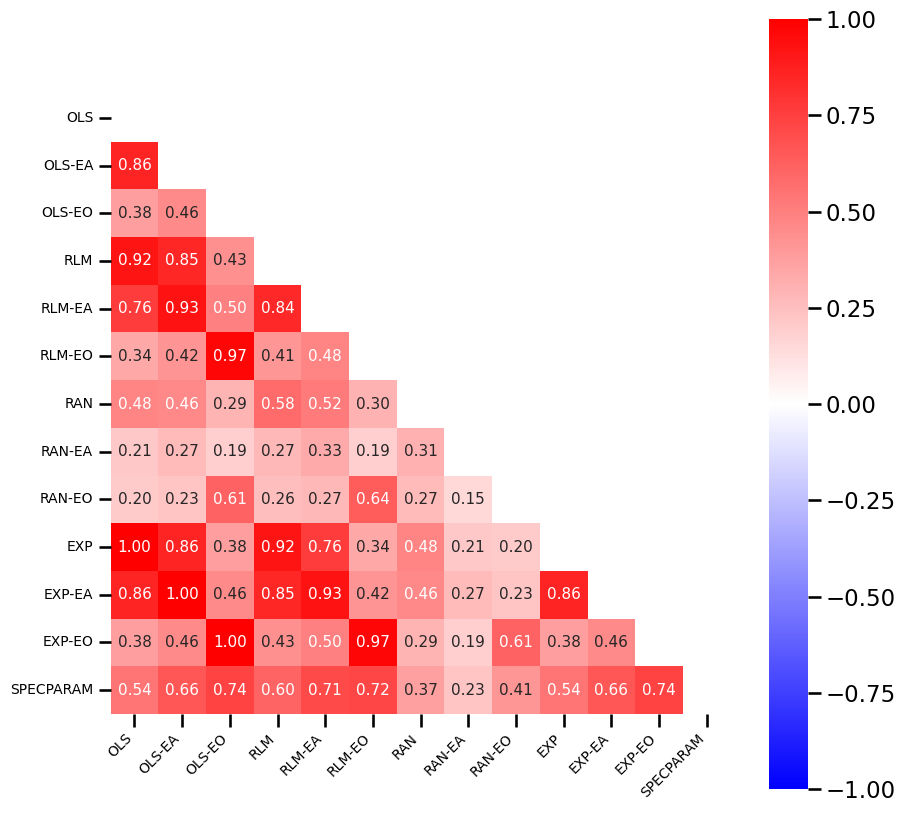 OLS
OLS-EA 0.86
OLS-EO 0.38 0.46
RLM 0.92 0.85 0.43
RLM-EA 0.76 0.93 0.50 0.84
RLM-EO 0.34 0.42 0.97 0.41 0.48
RAN 0.48 0.46 0.29 0.58 0.52 0.30
RAN-EA 0.21 0.27 0.19 0.27 0.33 0.19 0.31
RAN-EO 0.20 0.23 0.61 0.26 0.27 0.64 0.27 0.15
EXP 1.00 0.86 0.38 0.92 0.76 0.34 0.48 0.21 0.20
EXP-EA 0.86 1.00 0.46 0.85 0.93 0.42 0.46 0.27 0.23 0.86
EXP-EO 0.38 0.46 1.00 0.43 0.50 0.97 0.29 0.19 0.61 0.38 0.46
SPECPARAM 0.54 0.66 0.74 0.60 0.71 0.72 0.37 0.23 0.41 0.54 0.66 0.74
OLS OLS-EA OLS-EO RLM RLM-EA RLM-EO RAN RAN-EA RAN-EO EXP EXP-EA EXP-EO SPECPARAM
1.00
0.75
0.50
0.25
0.00
−0.25
−0.50
−0.75
−1.00